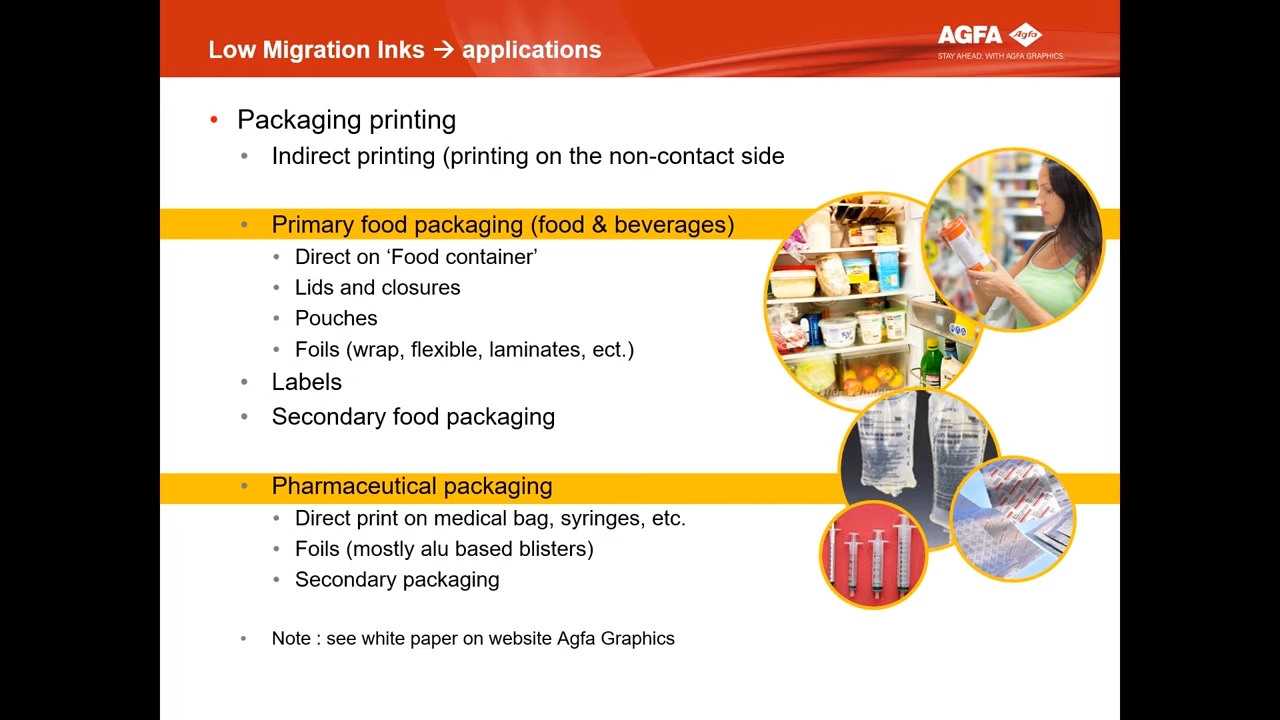 Low Migration Inks → applications
AGFA Agfa
STAY AHEAD. WITH AGFA GRAPHICS.
• Packaging printing
• Indirect printing (printing on the non-contact side
• Primary food packaging (food & beverages)
• Direct on ‘Food container’
• Lids and closures
• Pouches
• Foils (wrap, flexible, laminates, ect.)
• Labels
• Secondary food packaging
• Pharmaceutical packaging
• Direct print on medical bag, syringes, etc.
• Foils (mostly alu based blisters)
• Secondary packaging
• Note : see white paper on website Agfa Graphics